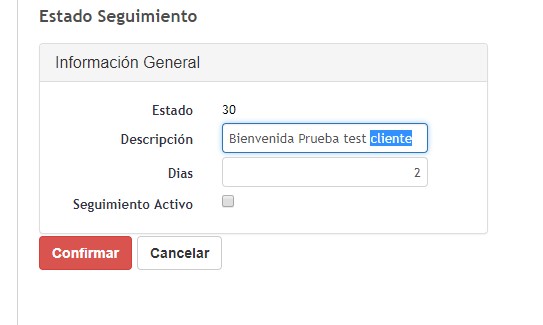 Estado Seguimiento
Información General
Estado 30
Descripción Bienvenida Prueba test cliente
Dias 2
Seguimiento Activo
Confirmar Cancelar